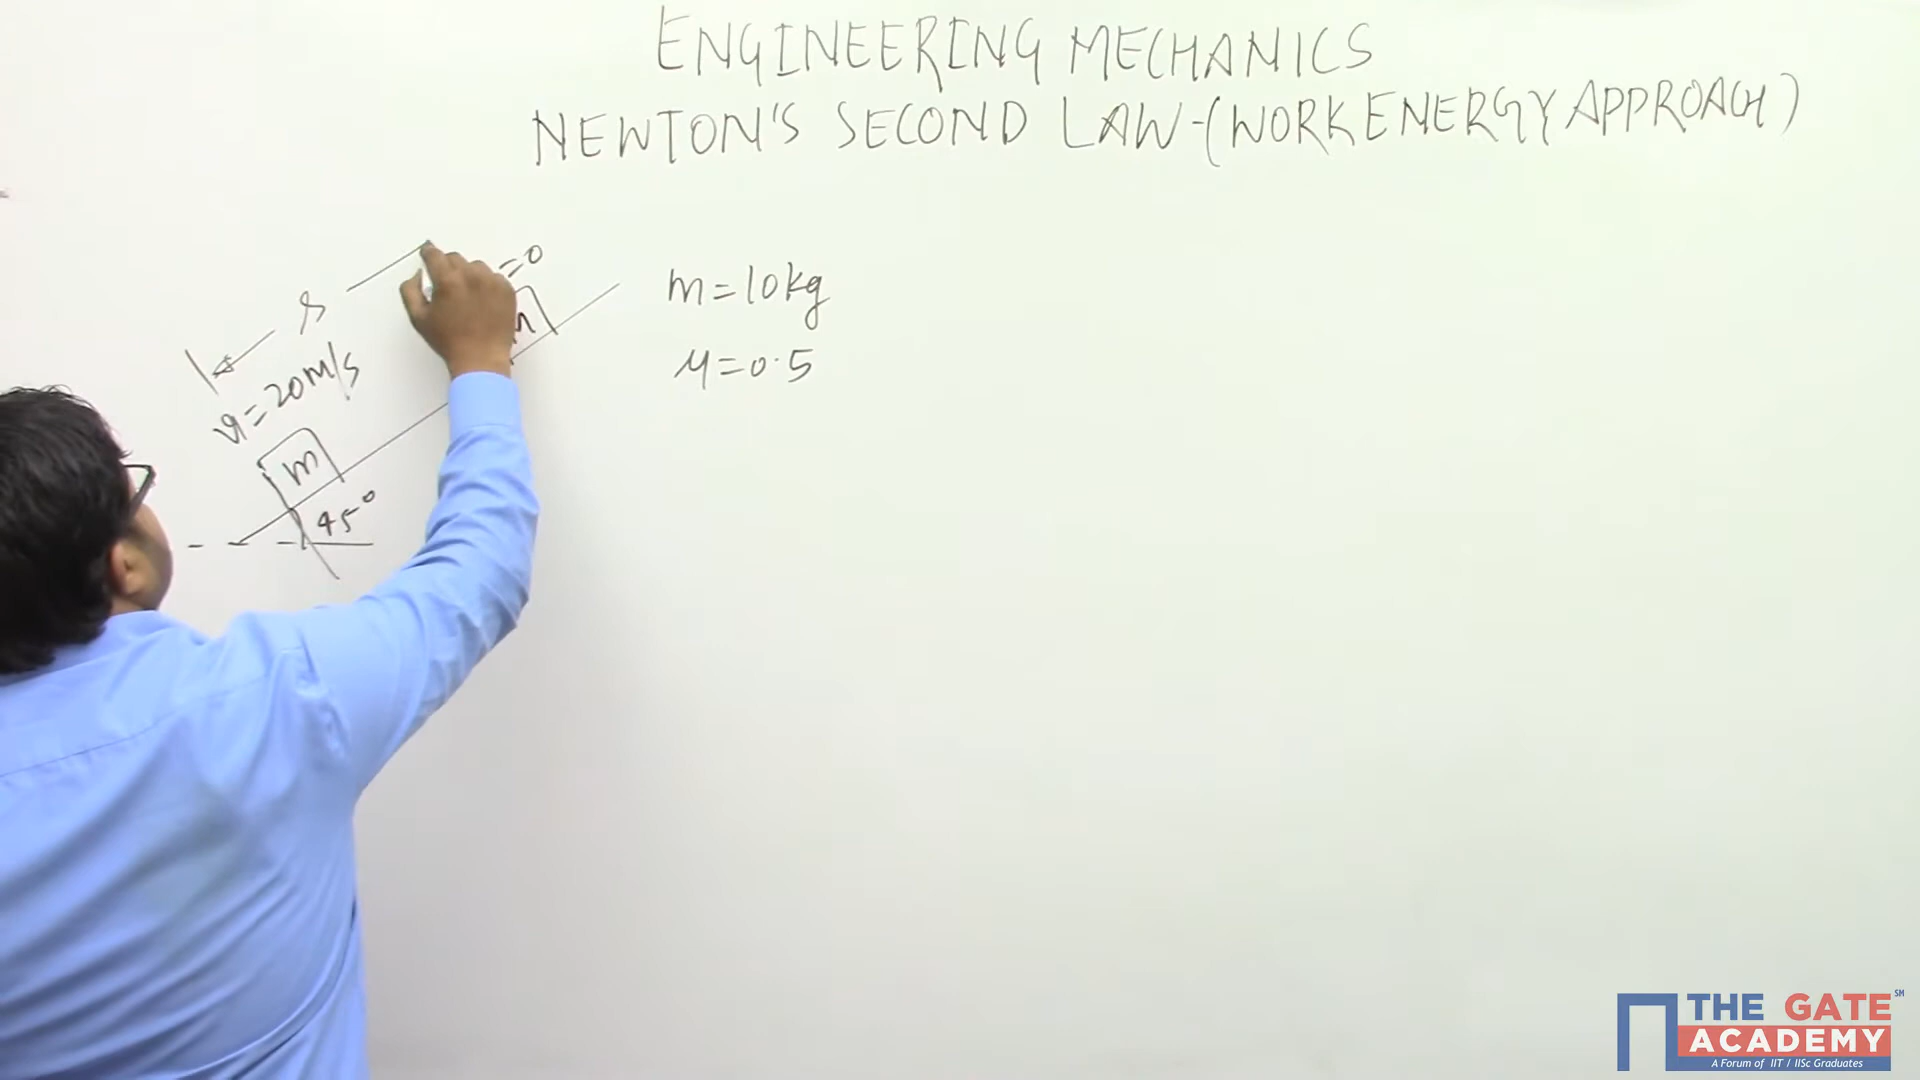 ENGINEERING MECHANICS
NEWTON'S SECOND LAW-(WORK ENERGY APPROACH)
s
=0
v=20m/s
m
45°
m=10kg
μ=0.5
THE GATE
ACADEMY
A Forum of IIT / IISc Graduates
SM